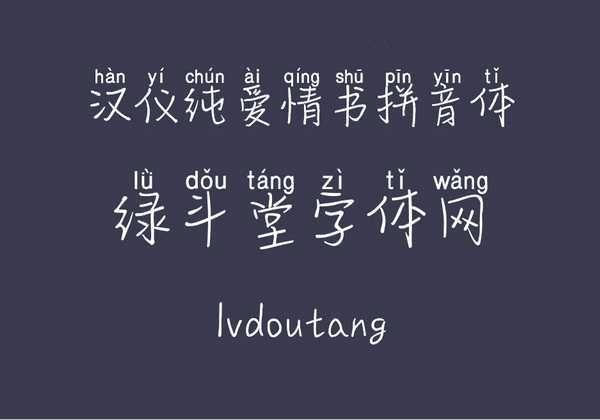 hàn yí chún ài qíng shū pīn yīn tǐ
汉仪纯爱情书拼音体
lǜ dǒu táng zì tǐ wǎng
绿斗堂字体网
lvdoutang